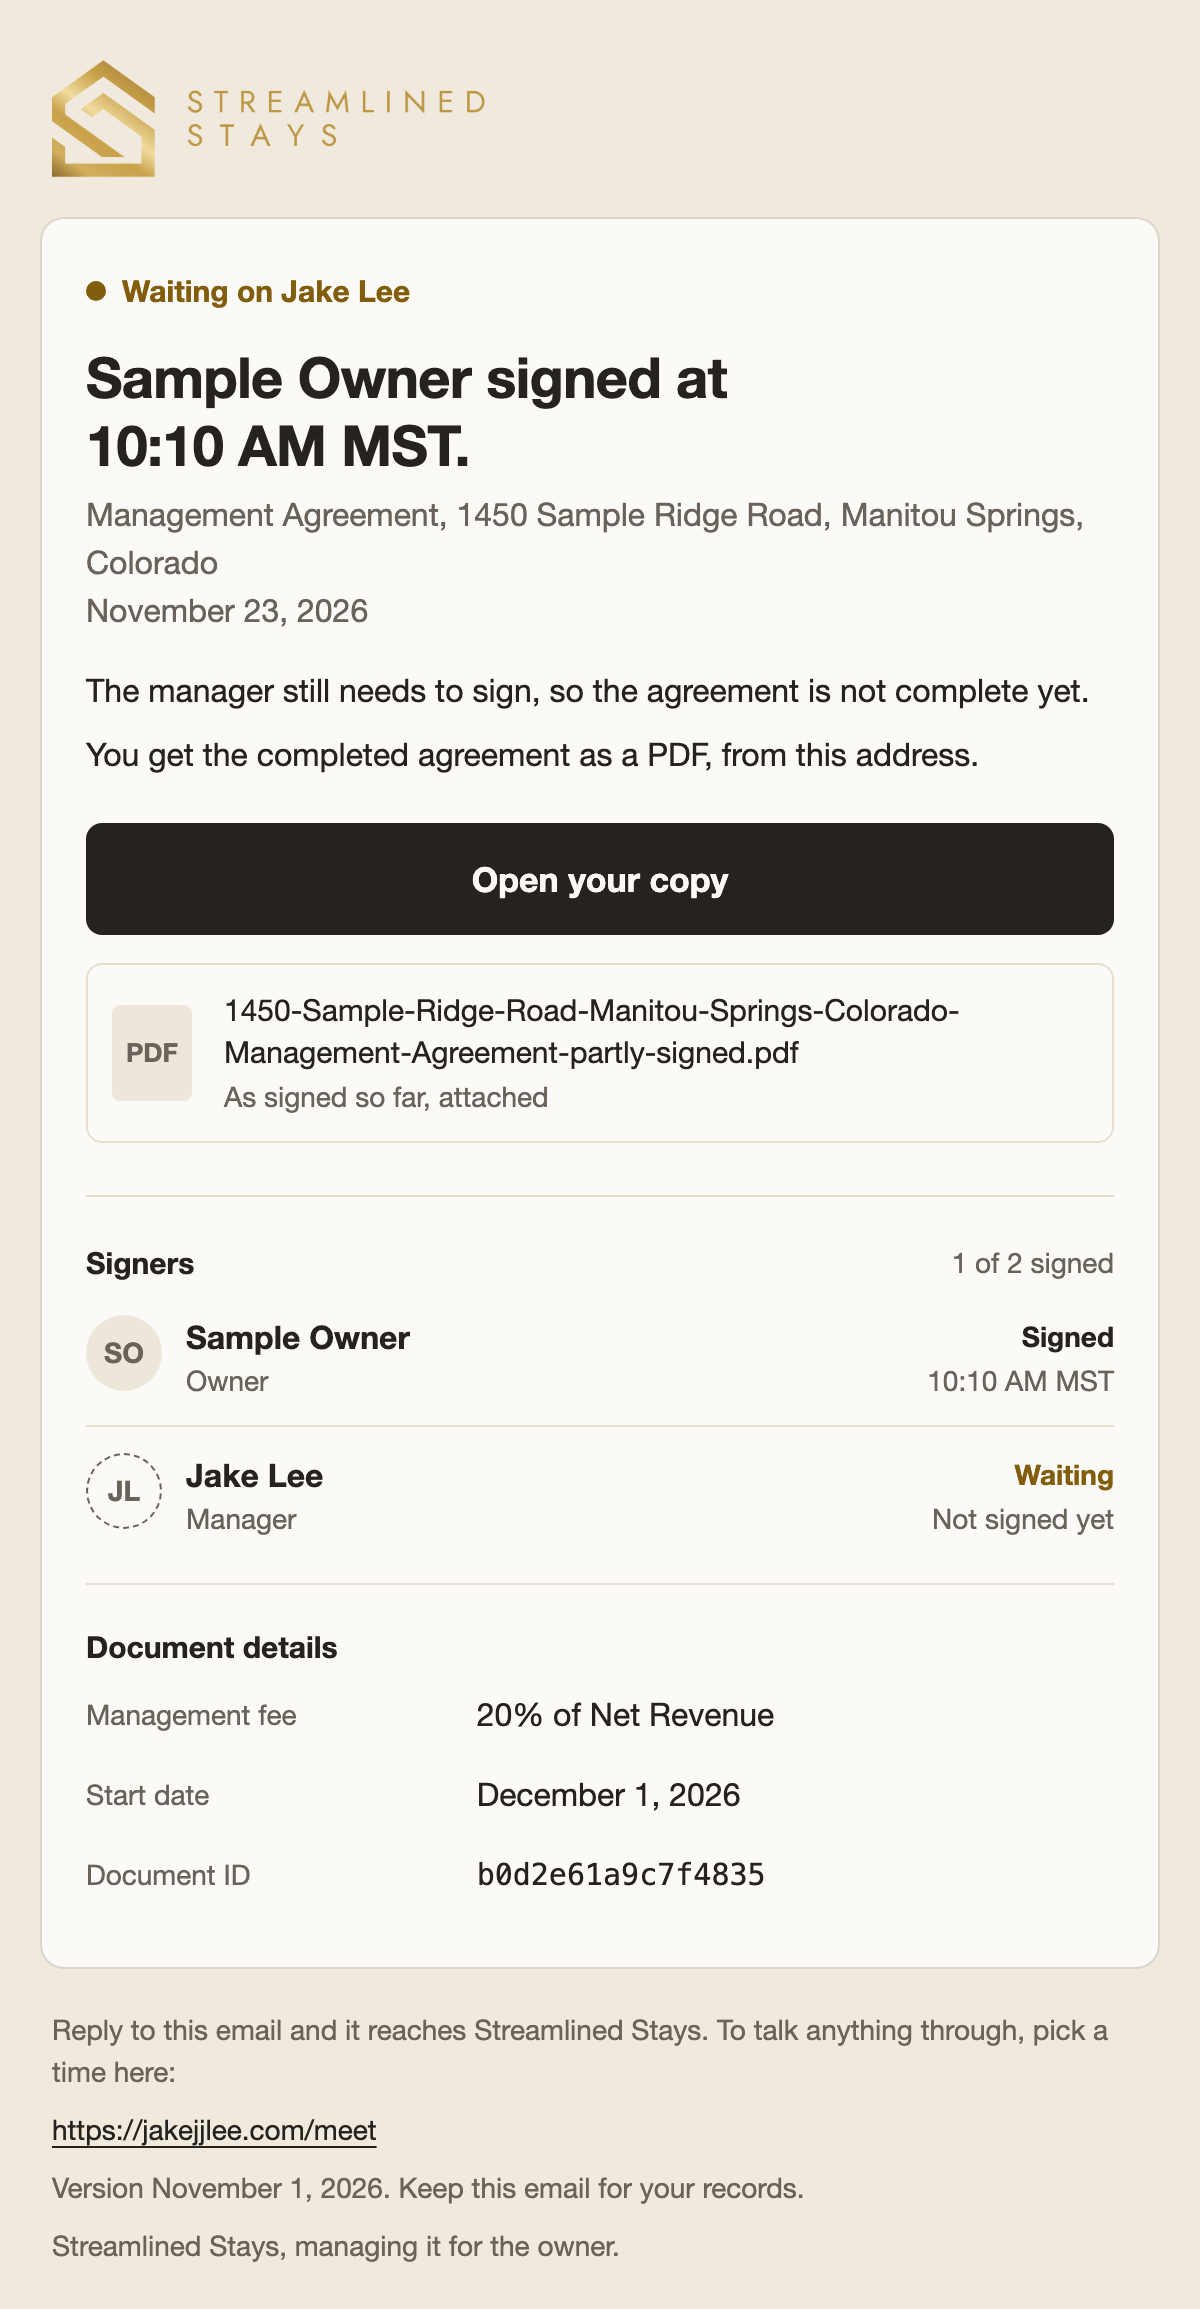 STREAMLINED
STAYS
Waiting on Jake Lee
Sample Owner signed at
10:10 AM MST.
Management Agreement, 1450 Sample Ridge Road, Manitou Springs,
Colorado
November 23, 2026
The manager still needs to sign, so the agreement is not complete yet.
You get the completed agreement as a PDF, from this address.
Open your copy
PDF
1450-Sample-Ridge-Road-Manitou-Springs-Colorado-
Management-Agreement-partly-signed.pdf
As signed so far, attached
Signers
1 of 2 signed
SO
Sample Owner
Signed
Owner
10:10 AM MST
JL
Jake Lee
Waiting
Manager
Not signed yet
Document details
Management fee
20% of Net Revenue
Start date
December 1, 2026
Document ID
b0d2e61a9c7f4835
Reply to this email and it reaches Streamlined Stays. To talk anything through, pick a
time here:
https://jakejjlee.com/meet
Version November 1, 2026. Keep this email for your records.
Streamlined Stays, managing it for the owner.